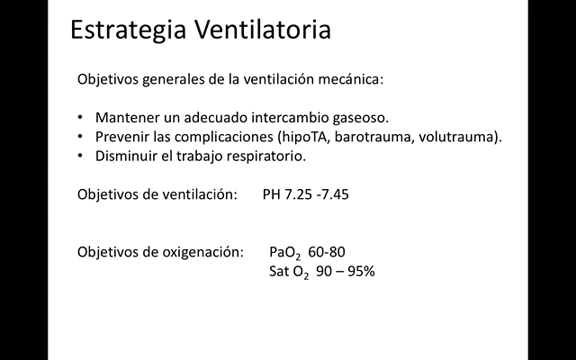 Estrategia Ventilatoria
Objetivos generales de la ventilación mecánica:
• Mantener un adecuado intercambio gaseoso.
• Prevenir las complicaciones (hipoTA, barotrauma, volutrauma).
• Disminuir el trabajo respiratorio.
Objetivos de ventilación: PH 7.25 -7.45
Objetivos de oxigenación: PaO₂ 60-80
Sat O₂ 90 – 95%